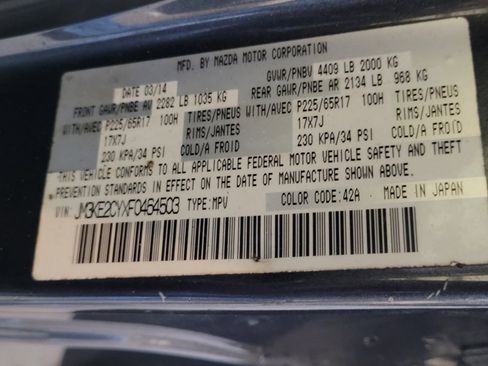 MFD. BY MAZDA MOTOR CORPORATION
DATE 03/14 GVWR/PNBV 4409 LB 2000 KG
FRONT GAWR/PNBE AV 2282 LB 1035 KG REAR GAWR/PNBE AR 2134 LB 968 KG
WITH/AVEC P225/65R17 100H TIRES/PNEUS WITH/AVEC P225/65R17 100H TIRES/PNEUS
17X7J RIMS/JANTES 17X7J RIMS/JANTES
230 KPA/34 PSI COLD/A FROID 230 KPA/34 PSI COLD/A FROID
THIS VEHICLE CONFORMS TO ALL APPLICABLE FEDERAL MOTOR VEHICLE SAFETY AND THEFT
PREVENTION STANDARDS IN EFFECT ON THE DATE OF MANUFACTURE SHOWN ABOVE.
JM3KE2CYXF0454503 TYPE:MPV COLOR CODE: 42A MADE IN JAPAN